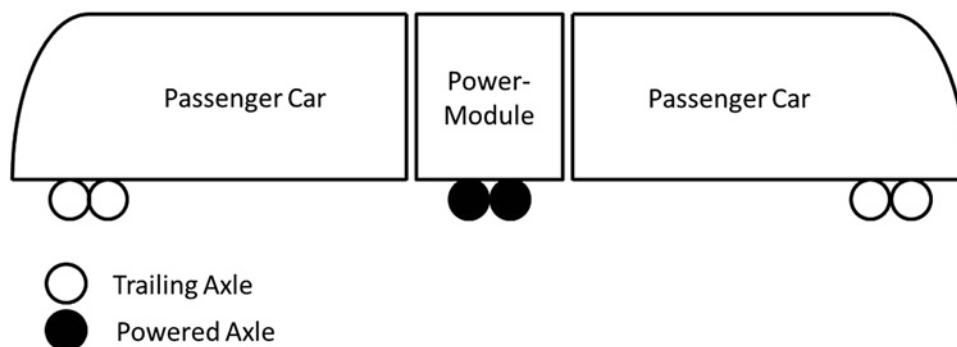 Passenger Car
Power-
Module
Passenger Car
Trailing Axle
Powered Axle